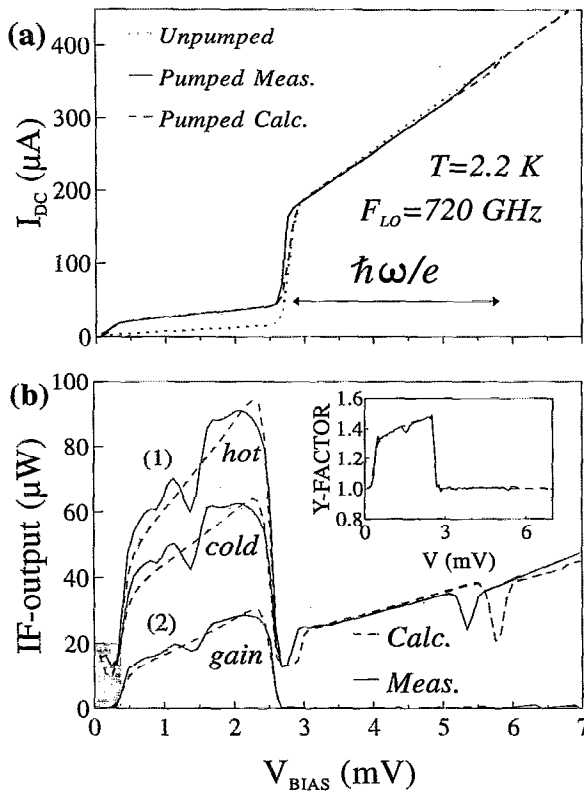 (a)
Unpumped
Pumped Meas.
Pumped Calc.
T=2.2 K
F_LO=720 GHz
ħω/e
I_DC (μA)
400
300
200
100
0
(b)
100
80
60
40
20
0
IF-output (μW)
(1)
hot
cold
(2)
gain
Y-FACTOR
1.6
1.4
1.2
1.0
0.8
0 3 6
V (mV)
Calc.
Meas.
0 1 2 3 4 5 6 7
V_BIAS (mV)